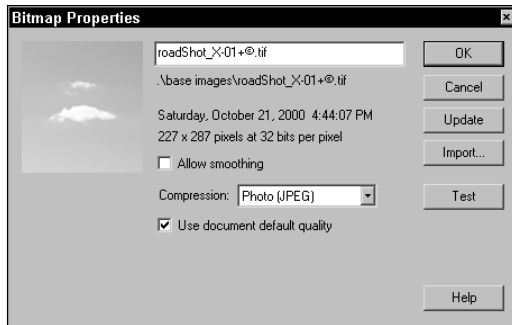 Bitmap Properties
roadShot_X-01+©.tif
OK
.\base images\roadShot_X-01+©.tif
Cancel
Saturday, October 21, 2000 4:44:07 PM
Update
227 x 287 pixels at 32 bits per pixel
Import...
Allow smoothing
Compression: Photo (JPEG)
Test
Use document default quality
Help